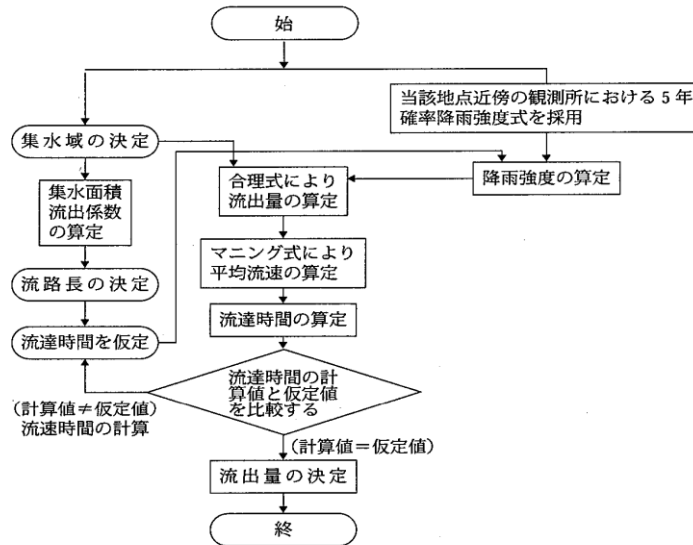 始
当該地点近傍の観測所における5年
確率降雨強度式を採用
集水域の決定
合理式により
流出量の算定
降雨強度の算定
集水面積
流出係数
の算定
マニング式により
平均流速の算定
流路長の決定
流達時間の算定
流達時間を仮定
流達時間の計
算値と仮定値
を比較する
(計算値≠仮定値)
流速時間の計算
(計算値=仮定値)
流出量の決定
終